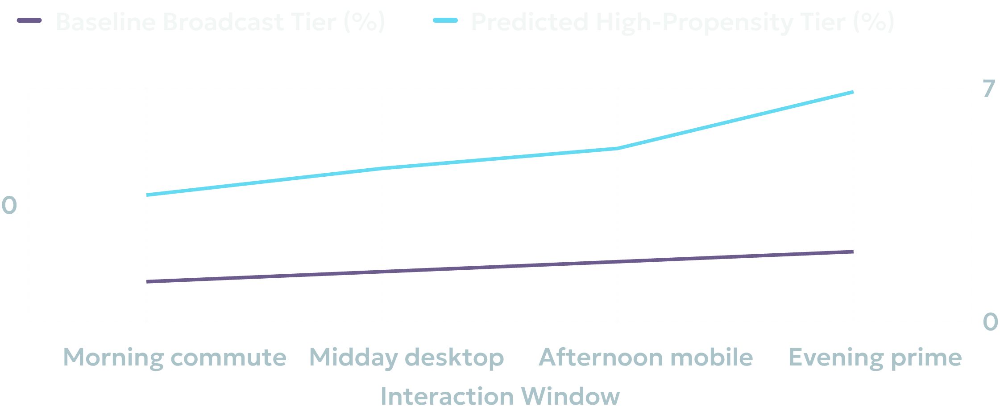 Baseline Broadcast Tier (%) Predicted High-Propensity Tier (%)
7
0
0
Morning commute Midday desktop Afternoon mobile Evening prime
Interaction Window